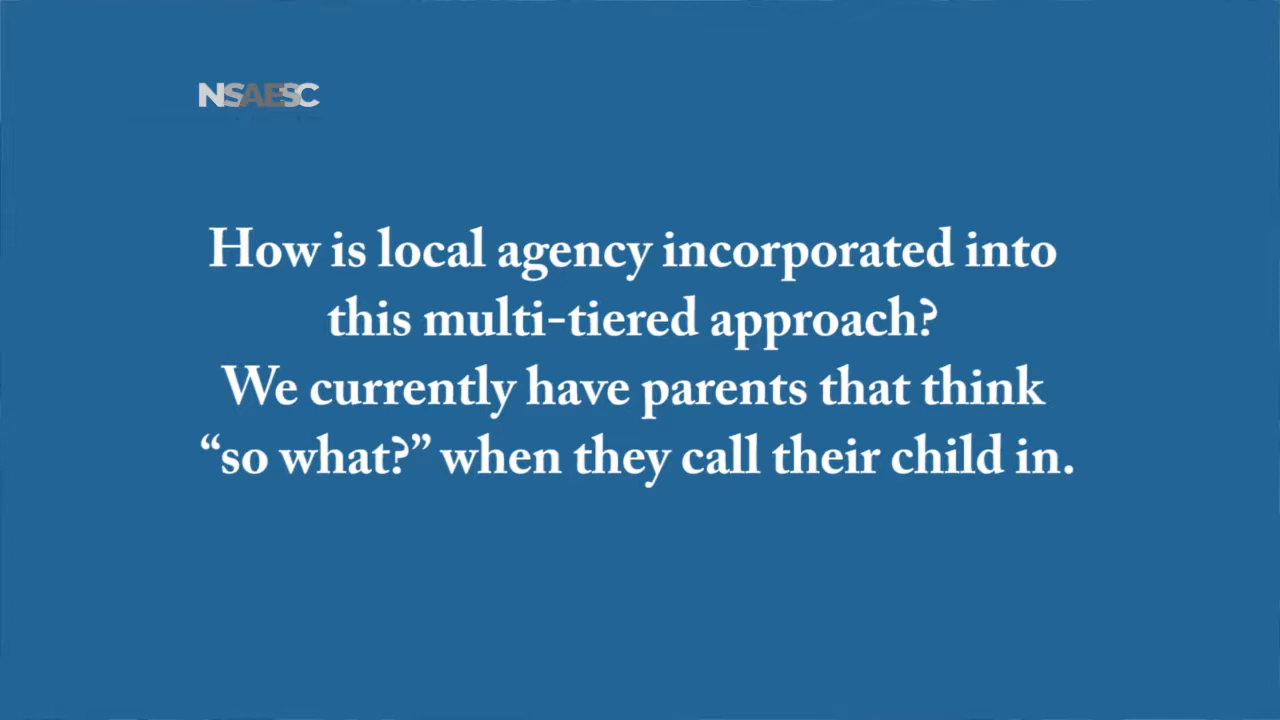 NSAESC
How is local agency incorporated into
this multi-tiered approach?
We currently have parents that think
“so what?” when they call their child in.